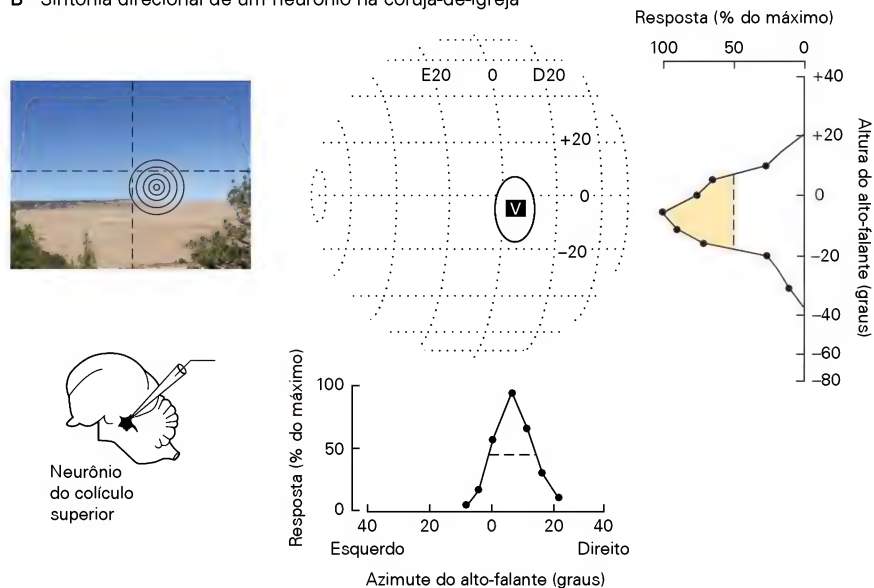 B Sintonia direcional de um neurônio na coruja-de-igreja
Resposta (% do máximo)
100 50 0
E20 0 D20
+20
0
−20
V
+40
+20
0
−20
−40
−60
−80
Altura do alto-falante (graus)
Neurônio
do colículo
superior
Resposta (% do máximo)
100
50
0
40 20 0 20 40
Esquerdo Direito
Azimute do alto-falante (graus)